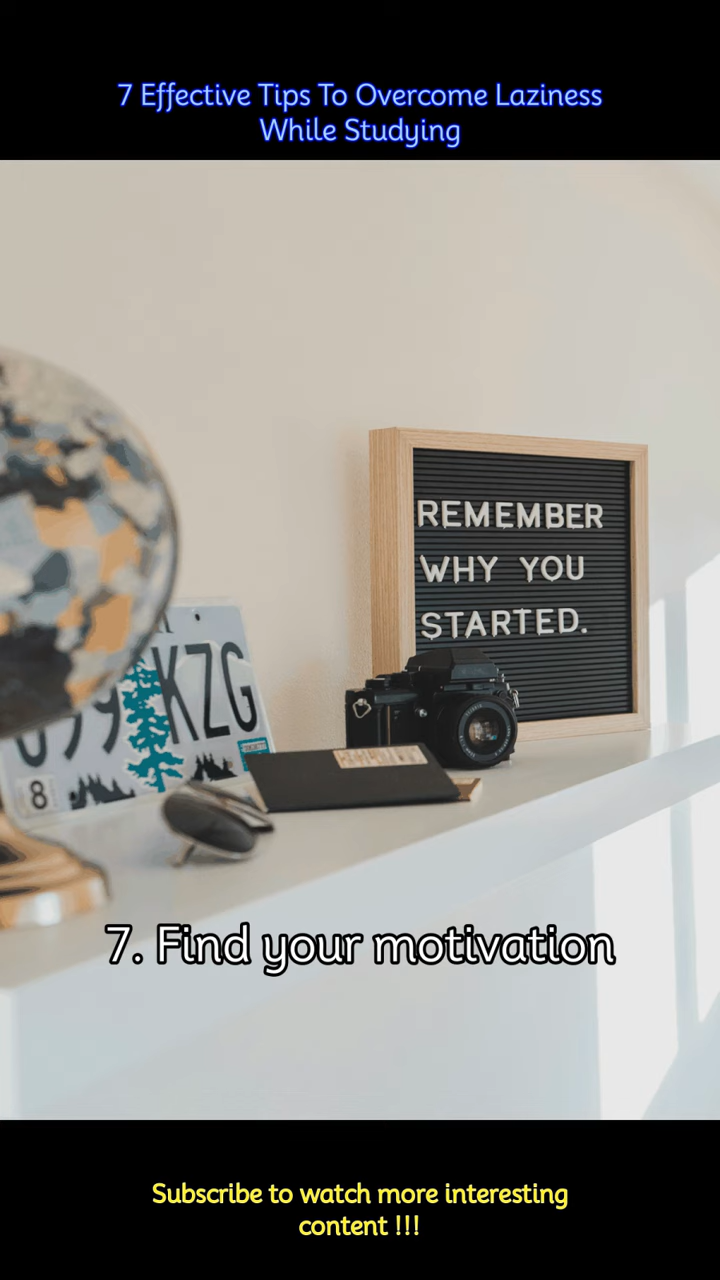 7 Effective Tips To Overcome Laziness
While Studying
REMEMBER
WHY YOU
STARTED.
KZG
8
7. Find your motivation
Subscribe to watch more interesting
content !!!